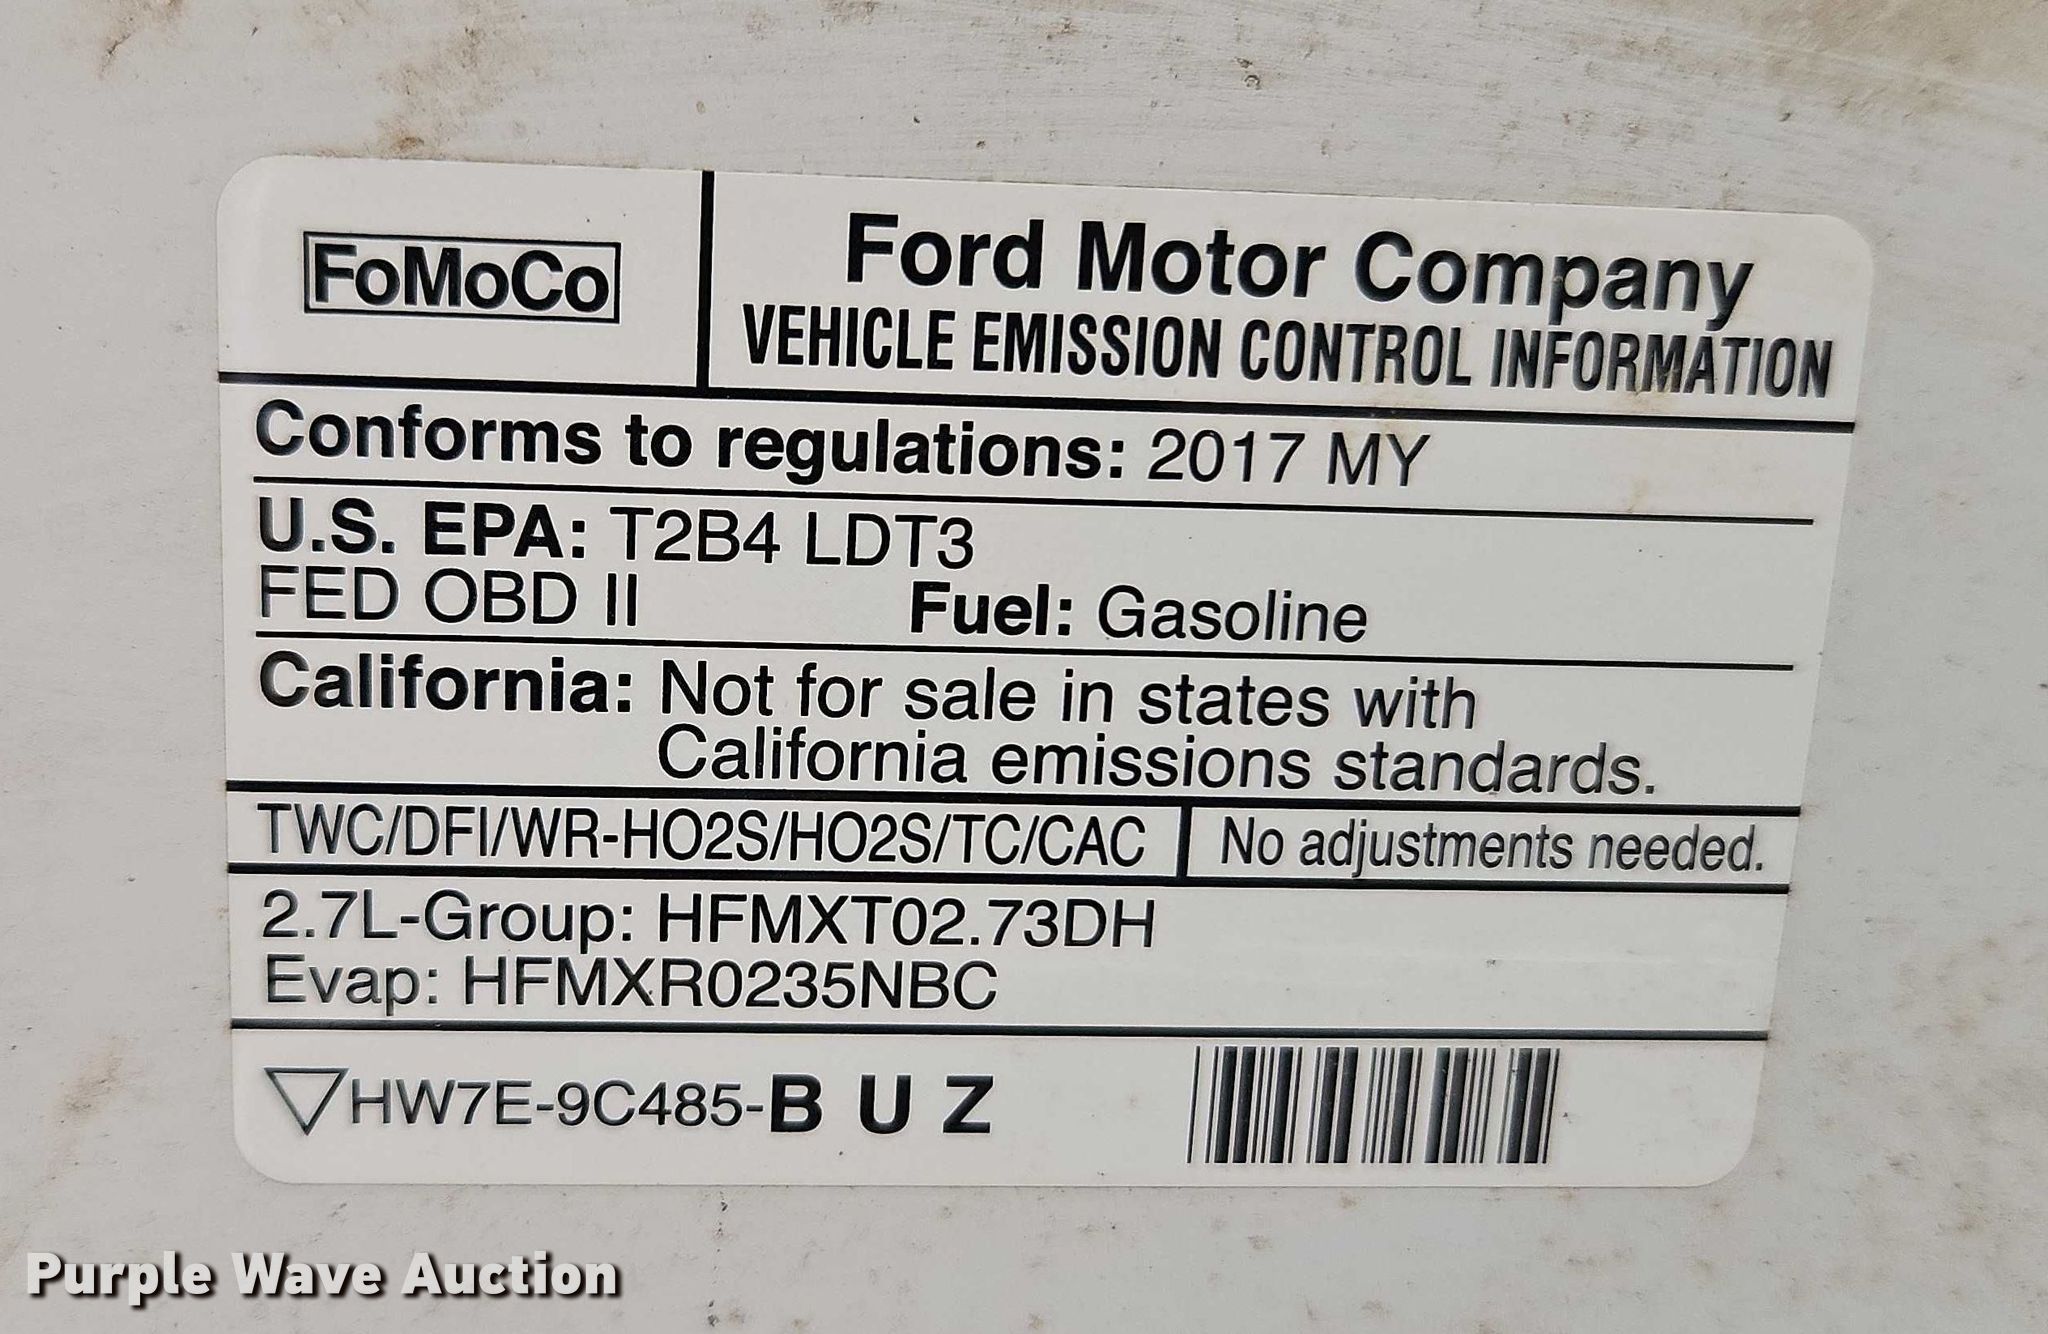 FoMoCo
Ford Motor Company
VEHICLE EMISSION CONTROL INFORMATION
Conforms to regulations: 2017 MY
U.S. EPA: T2B4 LDT3
FED OBD II Fuel: Gasoline
California: Not for sale in states with
California emissions standards.
TWC/DFI/WR-HO2S/HO2S/TC/CAC No adjustments needed.
2.7L-Group: HFMXT02.73DH
Evap: HFMXR0235NBC
▽HW7E-9C485-B U Z
Purple Wave Auction